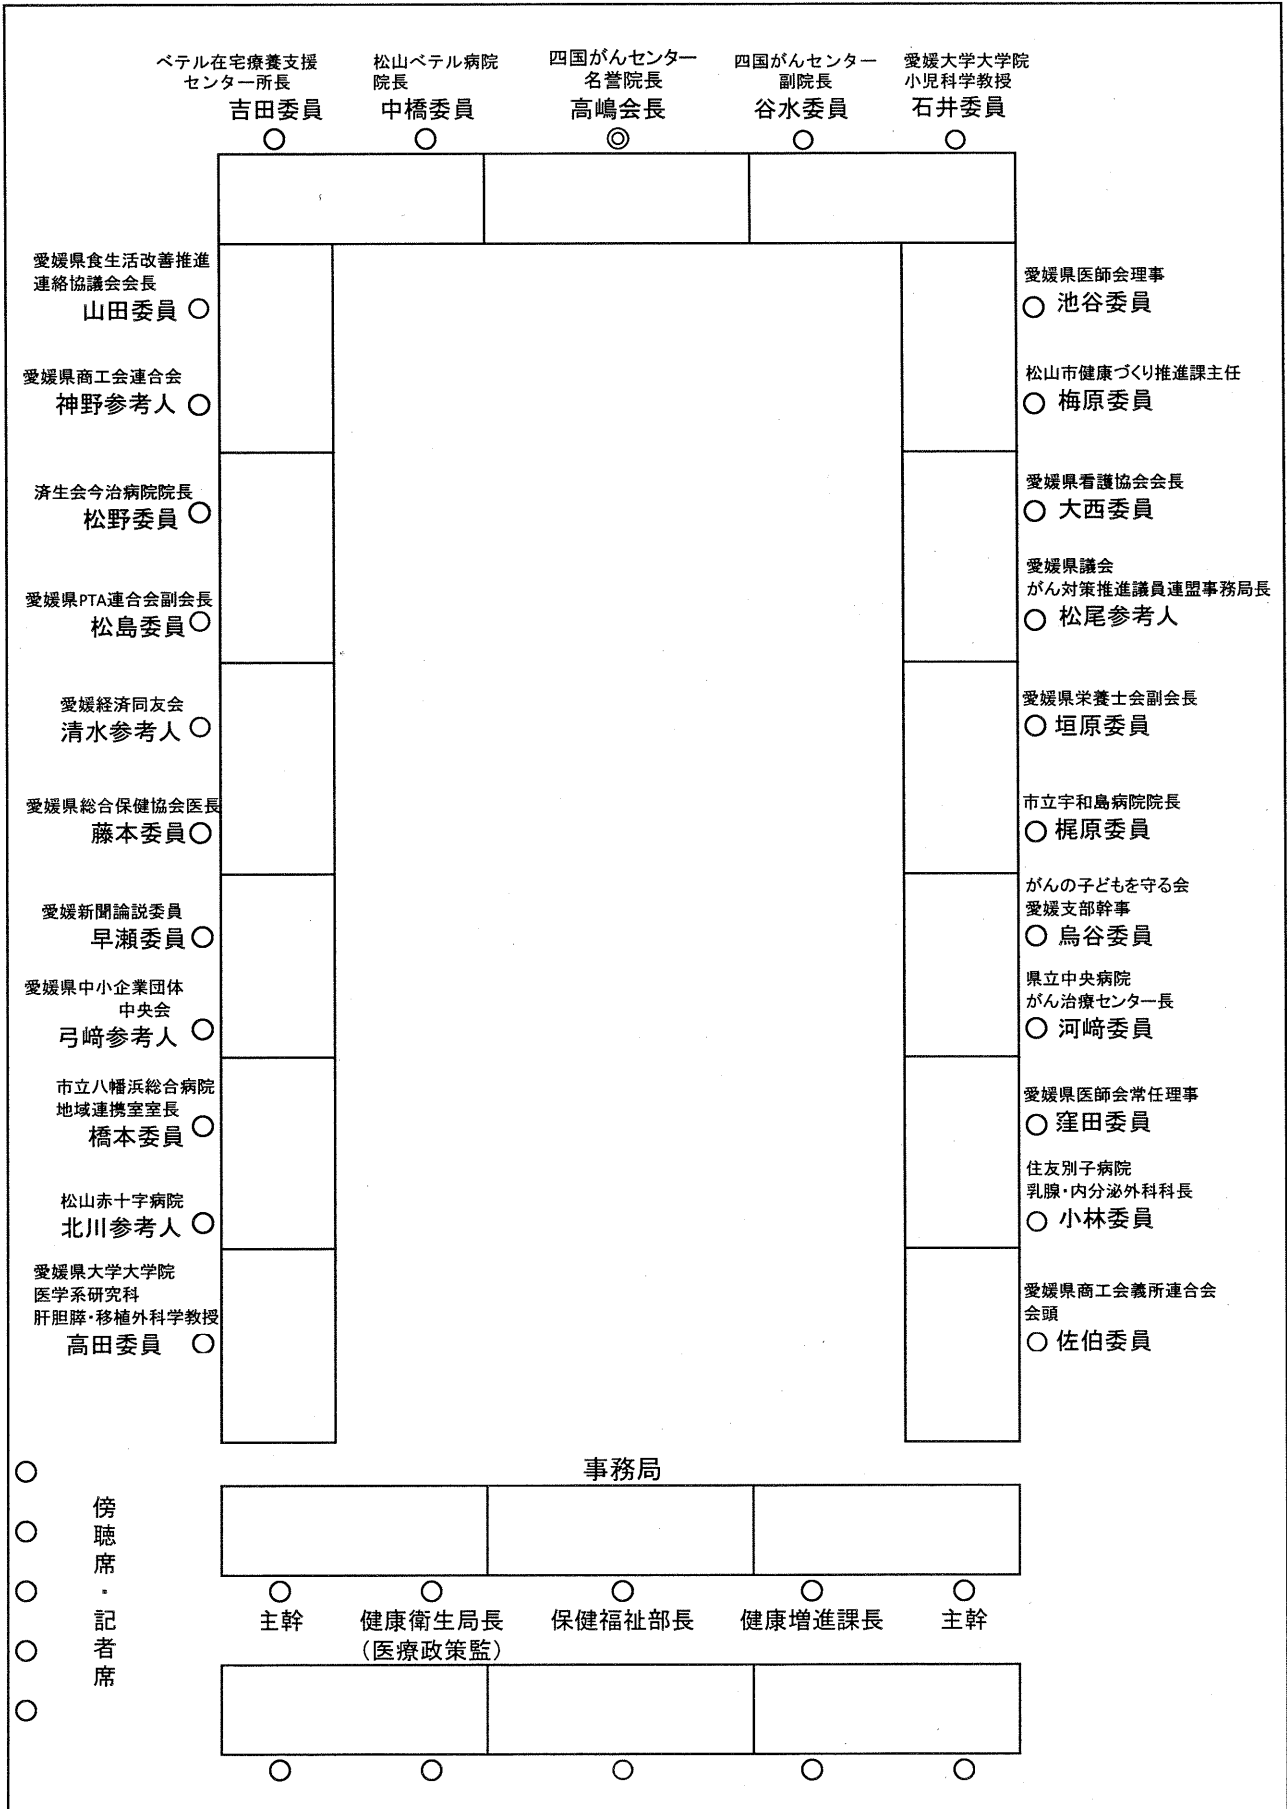 ベテル在宅療養支援
センター所長
吉田委員
松山ベテル病院
院長
中橋委員
四国がんセンター
名誉院長
高嶋会長
四国がんセンター
副院長
谷水委員
愛媛大学大学院
小児科学教授
石井委員
愛媛県食生活改善推進
連絡協議会会長
山田委員
愛媛県商工会連合会
神野参考人
済生会今治病院院長
松野委員
愛媛県PTA連合会副会長
松島委員
愛媛経済同友会
清水参考人
愛媛県総合保健協会医長
藤本委員
愛媛新聞論説委員
早瀬委員
愛媛県中小企業団体
中央会
弓﨑参考人
市立八幡浜総合病院
地域連携室室長
橋本委員
松山赤十字病院
北川参考人
愛媛県大学大学院
医学系研究科
肝胆膵・移植外科学教授
高田委員
愛媛県医師会理事
池谷委員
松山市健康づくり推進課主任
梅原委員
愛媛県看護協会会長
大西委員
愛媛県議会
がん対策推進議員連盟事務局長
松尾参考人
愛媛県栄養士会副会長
垣原委員
市立宇和島病院院長
梶原委員
がんの子どもを守る会
愛媛支部幹事
烏谷委員
県立中央病院
がん治療センター長
河﨑委員
愛媛県医師会常任理事
窪田委員
住友別子病院
乳腺・内分泌外科科長
小林委員
愛媛県商工会義所連合会
会頭
佐伯委員
事務局
傍聴席・記者席
主幹
健康衛生局長
(医療政策監)
保健福祉部長
健康増進課長
主幹